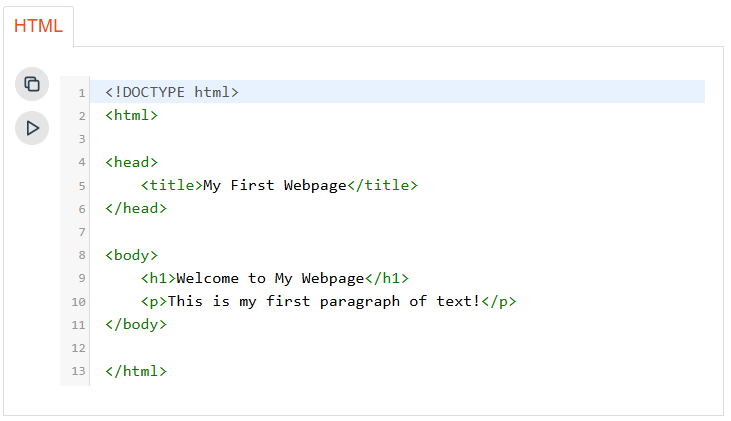 HTML
1 <!DOCTYPE html>
2 <html>
3
4 <head>
5     <title>My First Webpage</title>
6 </head>
7
8 <body>
9     <h1>Welcome to My Webpage</h1>
10     <p>This is my first paragraph of text!</p>
11 </body>
12
13 </html>